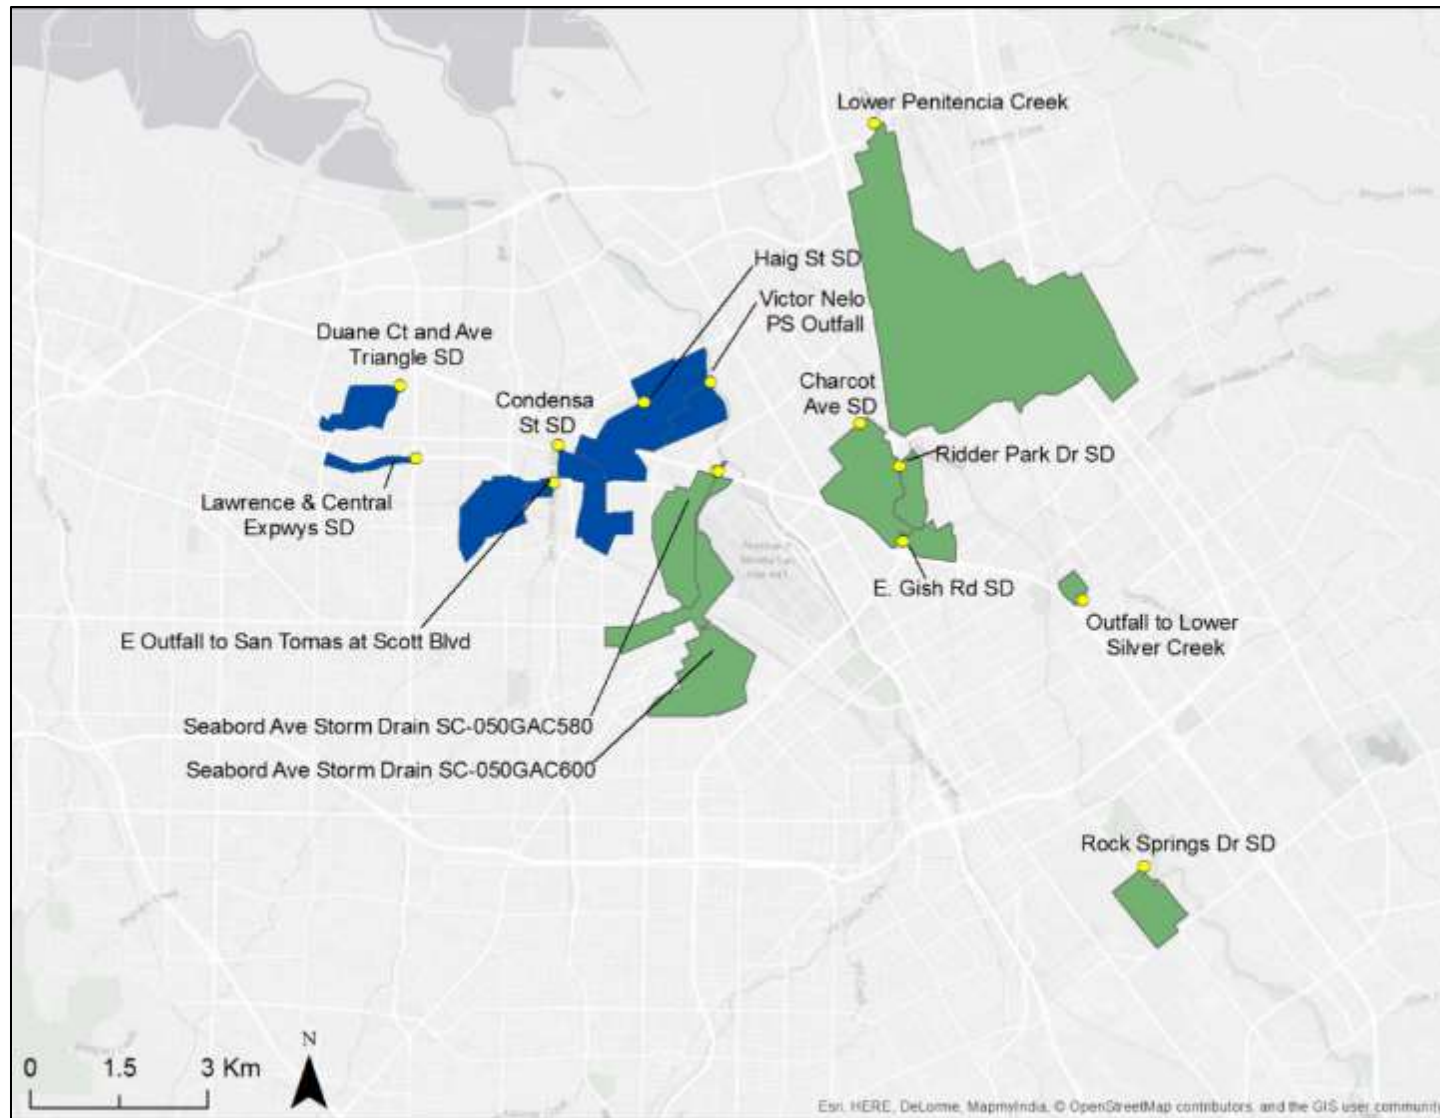 Lower Penitencia Creek
Haig St SD
Victor Nelo
PS Outfall
Duane Ct and Ave
Triangle SD
Charcot
Ave SD
Condensa
St SD
Ridder Park Dr SD
Lawrence & Central
Expwys SD
E. Gish Rd SD
Outfall to Lower
Silver Creek
E Outfall to San Tomas at Scott Blvd
Seabord Ave Storm Drain SC-050GAC580
Seabord Ave Storm Drain SC-050GAC600
Rock Springs Dr SD
N
0 1.5 3 Km
Esri, HERE, DeLorme, MapmyIndia, © OpenStreetMap contributors, and the GIS user community